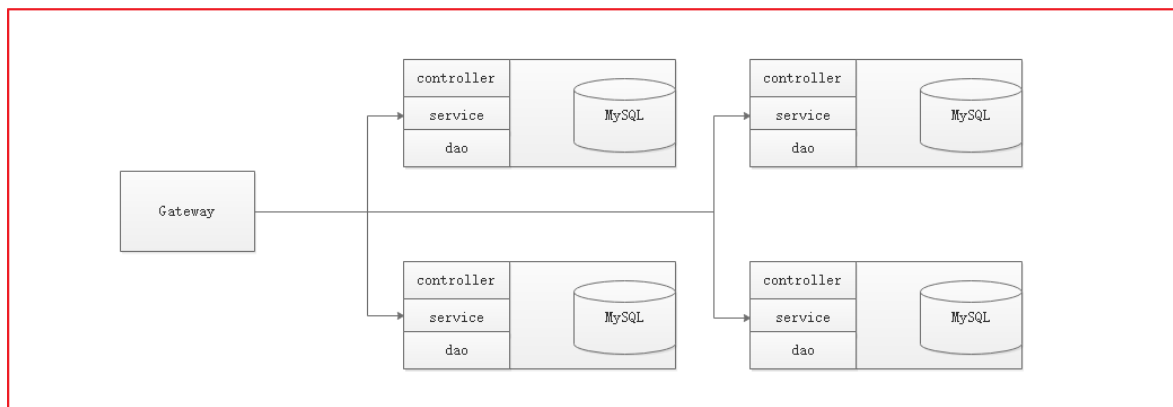 controller
service
dao
MySQL
controller
service
dao
MySQL
Gateway
controller
service
dao
MySQL
controller
service
dao
MySQL